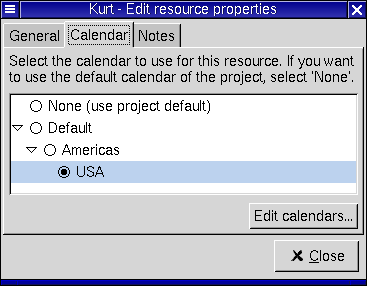 Kurt - Edit resource properties
General Calendar Notes
Select the calendar to use for this resource. If you want
to use the default calendar of the project, select 'None'.
None (use project default)
Default
Americas
USA
Edit calendars...
Close